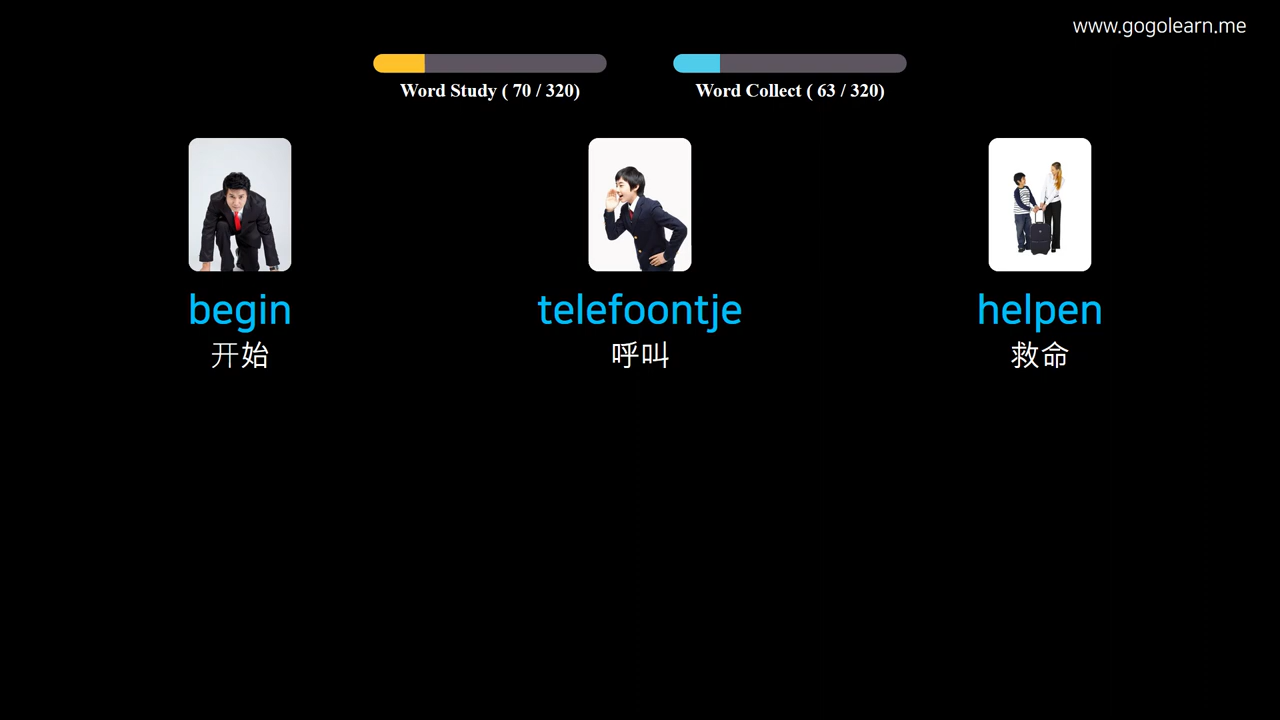 www.gogolearn.me
Word Study ( 70 / 320)
Word Collect ( 63 / 320)
begin
telefoontje
helpen
开始
呼叫
救命